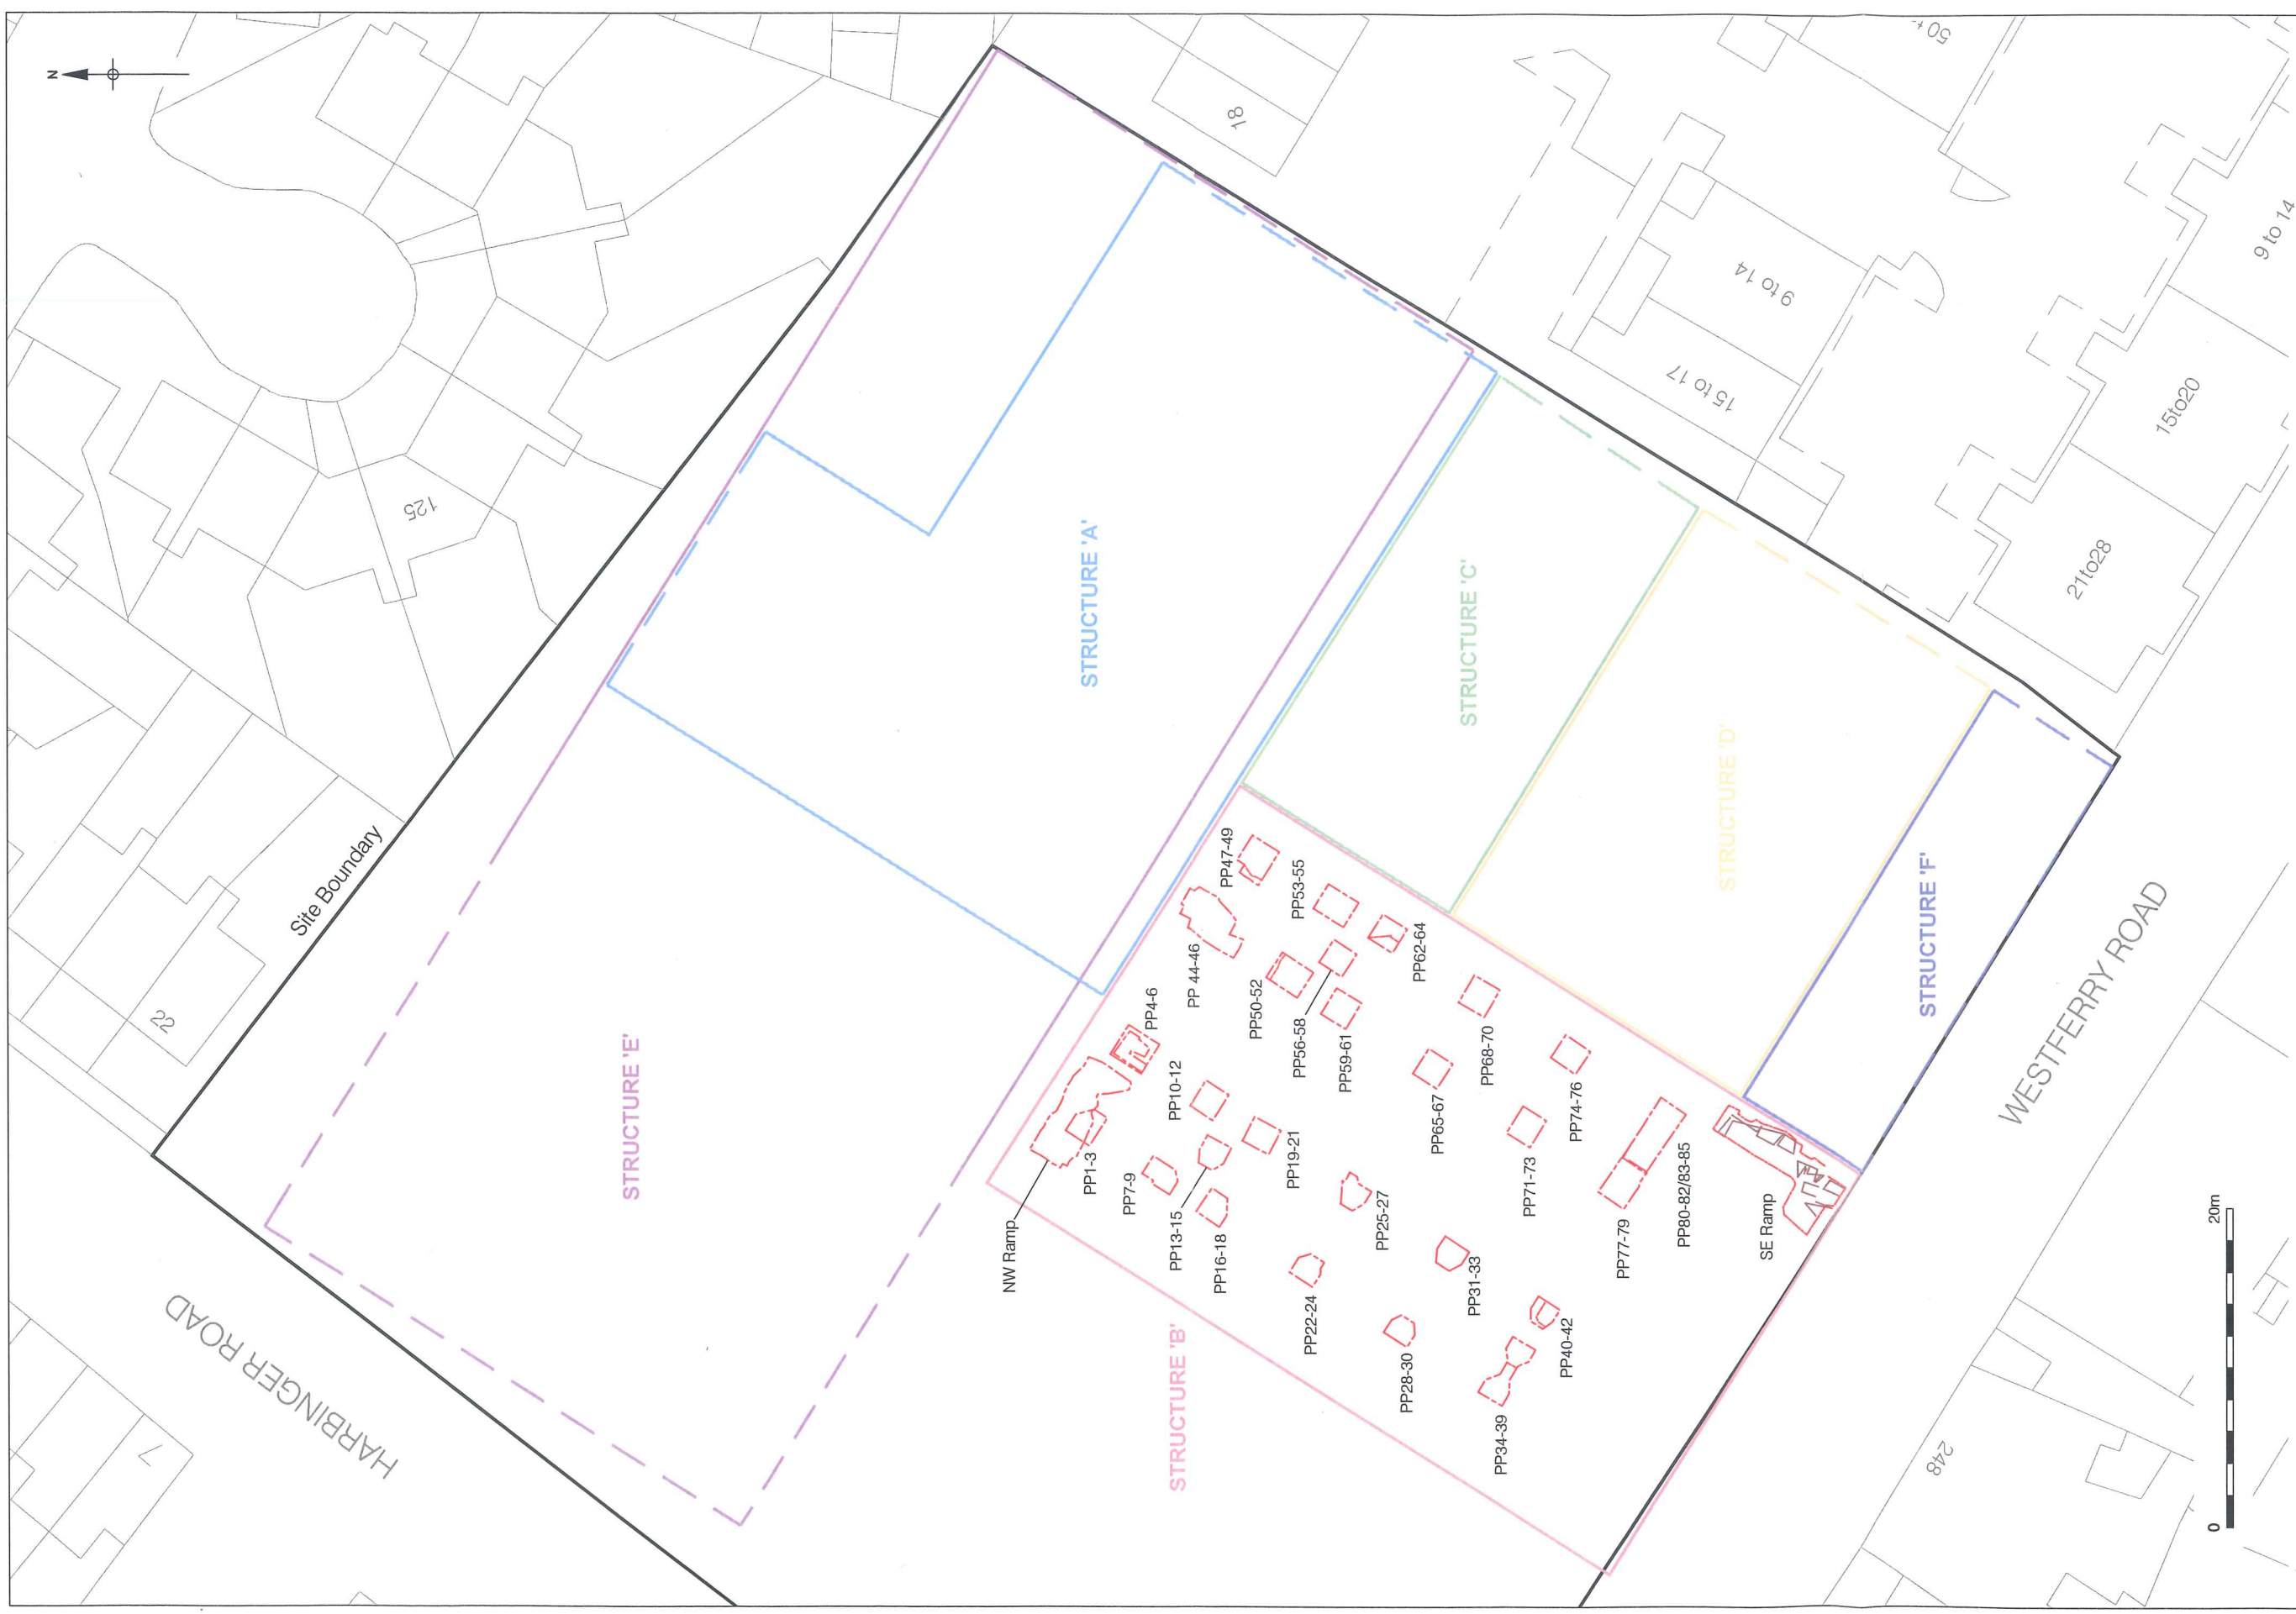 N
HARBINGER ROAD
7
22
Site Boundary
125
18
50
STRUCTURE 'E'
STRUCTURE 'A'
STRUCTURE 'B'
STRUCTURE 'C'
STRUCTURE 'D'
STRUCTURE 'F'
NW Ramp
PP1-3
PP4-6
PP7-9
PP10-12
PP13-15
PP16-18
PP19-21
PP22-24
PP25-27
PP28-30
PP31-33
PP34-39
PP40-42
PP 44-46
PP47-49
PP50-52
PP53-55
PP56-58
PP59-61
PP62-64
PP65-67
PP68-70
PP71-73
PP74-76
PP77-79
PP80-82/83-85
SE Ramp
9 to 14
15 to 17
9 to 14
15to20
21to28
WESTFERRY ROAD
248
0
20m